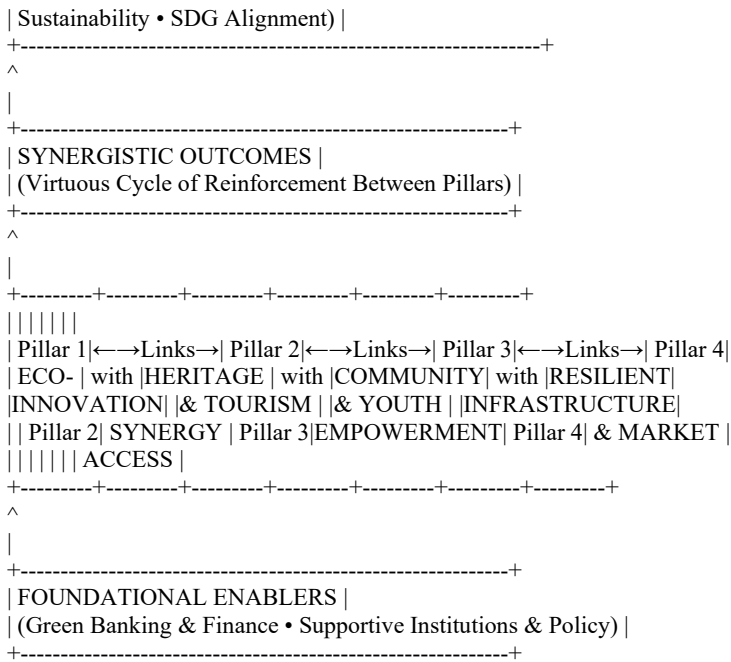 | Sustainability • SDG Alignment) |
+-----------------------------------------------------------------+
^
|
+-------------------------------------------------------------+
| SYNERGISTIC OUTCOMES |
| (Virtuous Cycle of Reinforcement Between Pillars) |
+-------------------------------------------------------------+
^
|
+---------+---------+---------+---------+---------+---------+
| | | | | | |
| Pillar 1|←→Links→| Pillar 2|←→Links→| Pillar 3|←→Links→| Pillar 4|
| ECO- | with |HERITAGE | with |COMMUNITY| with |RESILIENT|
|INNOVATION| |& TOURISM | |& YOUTH | |INFRASTRUCTURE|
| | Pillar 2| SYNERGY | Pillar 3|EMPOWERMENT| Pillar 4| & MARKET |
| | | | | | | ACCESS |
+---------+---------+---------+---------+---------+---------+---------+
^
|
+-------------------------------------------------------------+
| FOUNDATIONAL ENABLERS |
| (Green Banking & Finance • Supportive Institutions & Policy) |
+-------------------------------------------------------------+